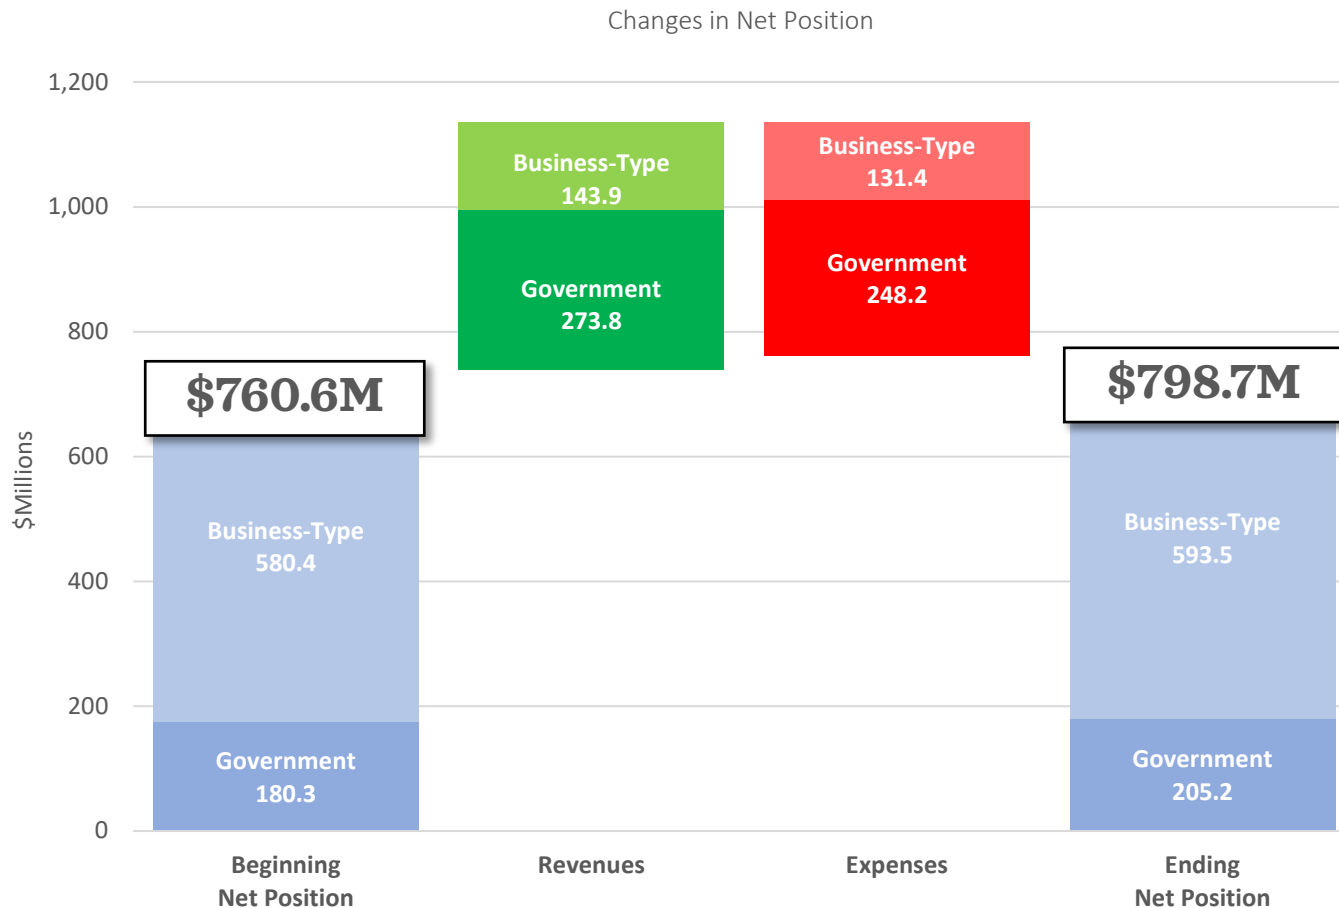 Changes in Net Position
1,200
1,000
800
600
400
200
0
$Millions
$760.6M
Business-Type
580.4
Government
180.3
Business-Type
143.9
Government
273.8
Business-Type
131.4
Government
248.2
$798.7M
Business-Type
593.5
Government
205.2
Beginning
Net Position
Revenues
Expenses
Ending
Net Position